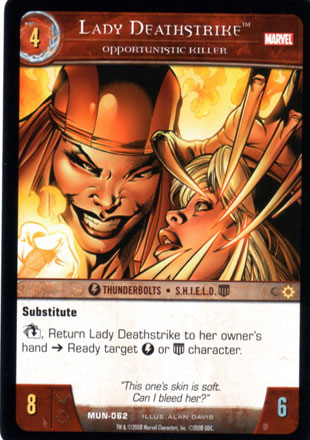 4
LADY DEATHSTRIKE™
OPPORTUNISTIC KILLER
MARVEL
THUNDERBOLTS • S.H.I.E.L.D.
Substitute
, Return Lady Deathstrike to her owner's
hand → Ready target or character.
"This one's skin is soft.
Can I bleed her?"
8
MUN-062 ILLUS: ALAN DAVIS
6
TM & ©2008 Marvel Characters, Inc. ©2008 UDC.